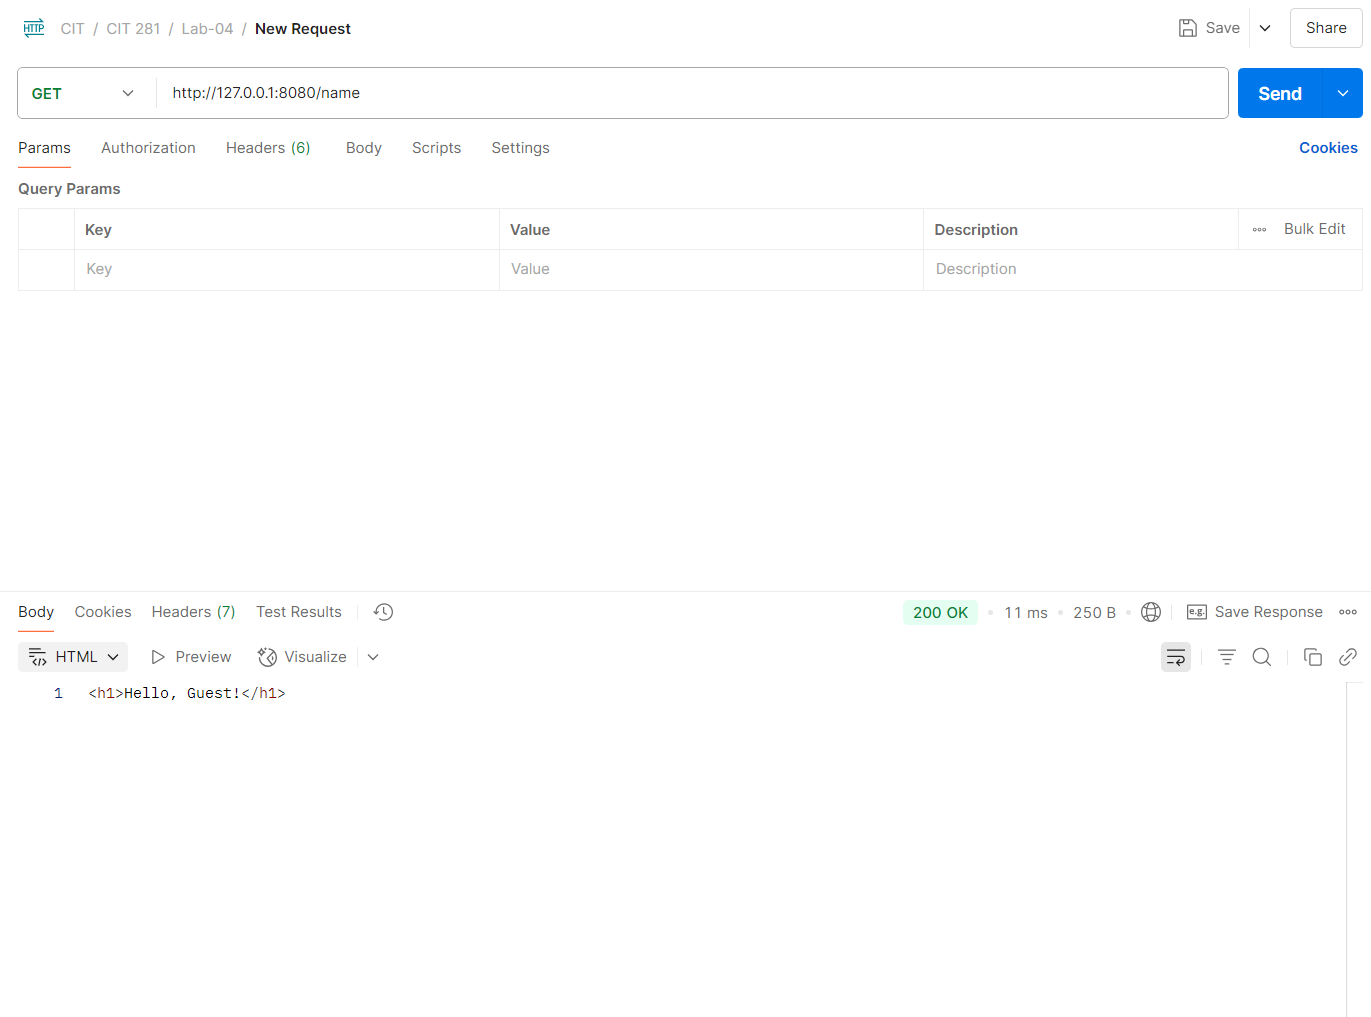 HTTP CIT / CIT 281 / Lab-04 / New Request Save Share
GET http://127.0.0.1:8080/name Send
Params Authorization Headers (6) Body Scripts Settings Cookies
Query Params
Key Value Description Bulk Edit
Key Value Description
Body Cookies Headers (7) Test Results 200 OK • 11 ms • 250 B • e.g. Save Response
HTML Preview Visualize
1 <h1>Hello, Guest!</h1>